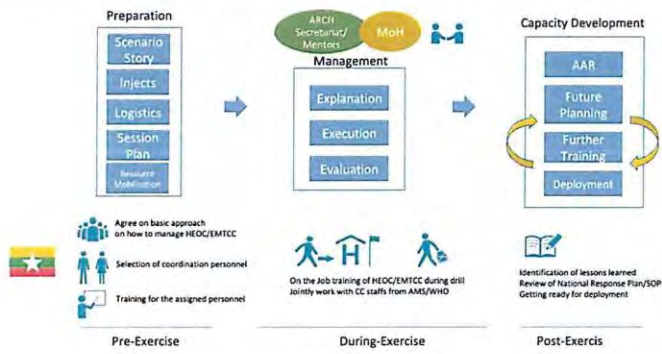 Preparation
Scenario
Story
Injects
Logistics
Session
Plan
Resource
Mobilisation
ARCH
Secretariat/
Mentors
MoH
Management
Explanation
Execution
Evaluation
Capacity Development
AAR
Future
Planning
Further
Training
Deployment
Agree on basic approach
on how to manage HEOC/EMTCC
Selection of coordination personnel
Training for the assigned personnel
H
On the Job training of HEOC/EMTCC during drill
Jointly work with CC staffs from AMS/WHO
Identification of lessons learned
Review of National Response Plan/SOP
Getting ready for deployment
Pre-Exercise
During-Exercise
Post-Exercis